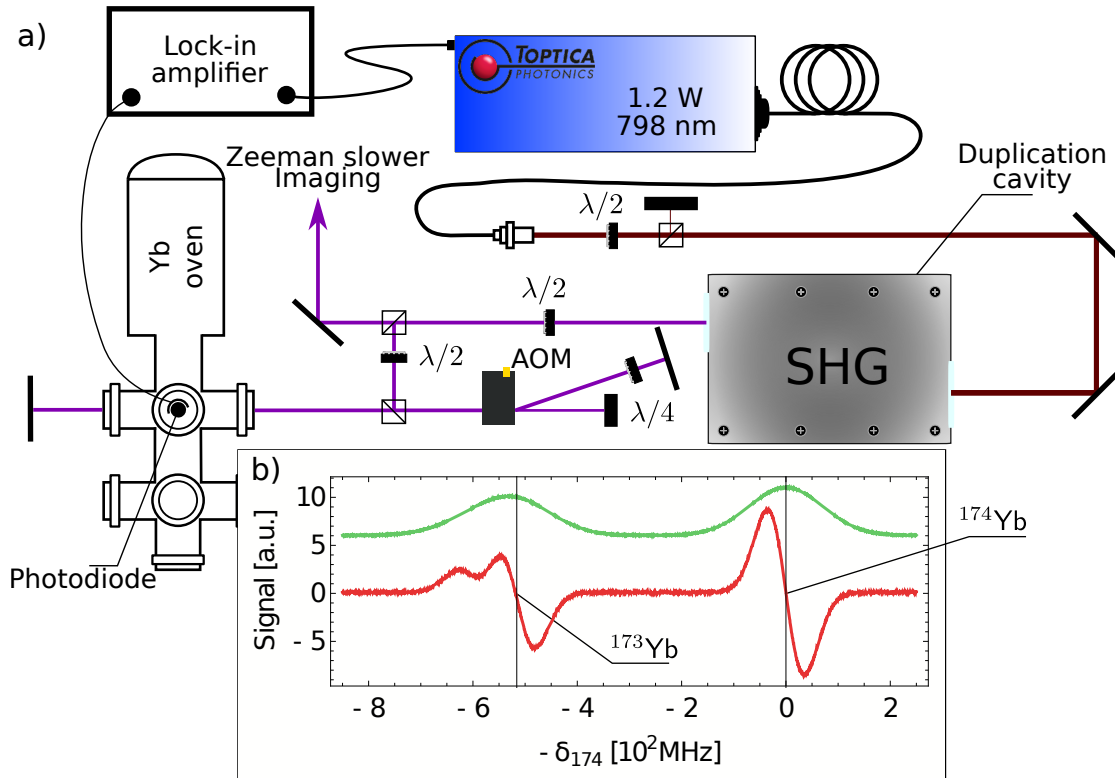 a)
Lock-in
amplifier
TOPTICA
PHOTONICS
1.2 W
798 nm
Zeeman slower
Imaging
Duplication
cavity
λ/2
Yb
oven
λ/2
λ/2
AOM
SHG
λ/4
Photodiode
b)
Signal [a.u.]
10
5
0
- 5
174Yb
173Yb
- 8
- 6
- 4
- 2
0
2
- δ174 [10²MHz]